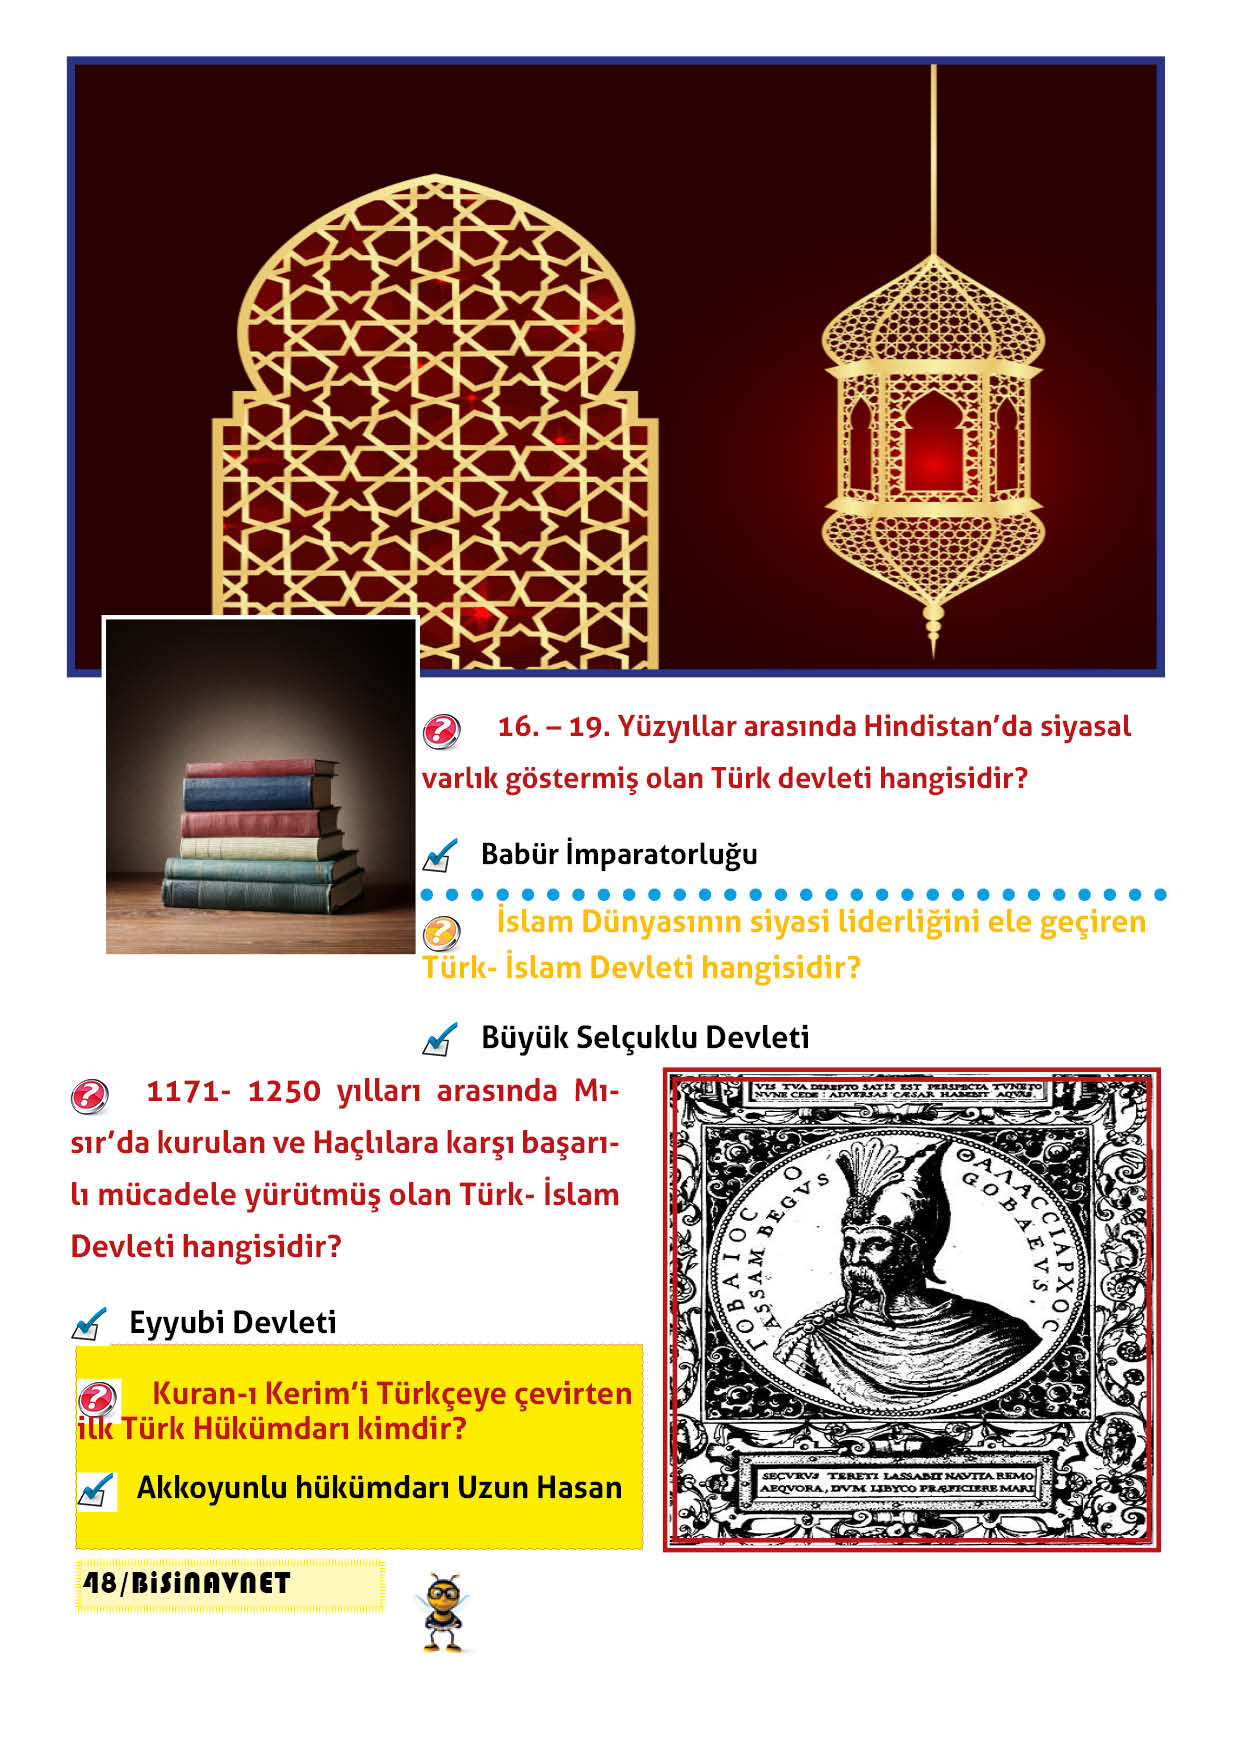 16. – 19. Yüzyıllar arasında Hindistan’da siyasal
varlık göstermiş olan Türk devleti hangisidir?
Babür İmparatorluğu
İslam Dünyasının siyasi liderliğini ele geçiren
Türk- İslam Devleti hangisidir?
Büyük Selçuklu Devleti
1171- 1250 yılları arasında Mı-
sır’da kurulan ve Haçlılara karşı başarı-
lı mücadele yürütmüş olan Türk- İslam
Devleti hangisidir?
Eyyubi Devleti
Kuran-ı Kerim’i Türkçeye çevirten
ilk Türk Hükümdarı kimdir?
Akkoyunlu hükümdarı Uzun Hasan
VIS TVA DIREPTO SATIS EST PERSPECTA TVNETO
NVNC CEDE: ADVERSAS CÆSAR HABEBIT AQVAS.
ASSAM BEGVS
GOBAEVS,
SECVRVS TERETI LASSABIT NAVITA REMO
AEQVORA, DVM LIBYCO PRÆFICIERE MARI
48/BiSiNAVNET